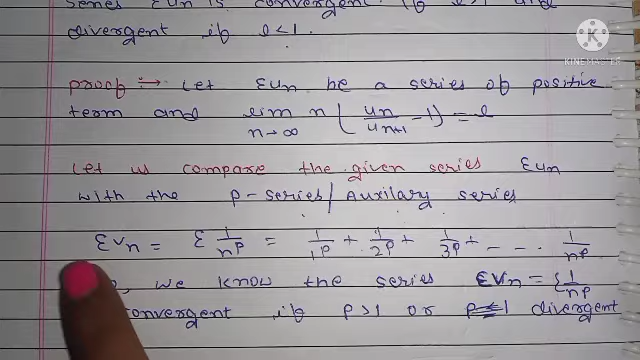 series Σun is convergent if l>1 and
divergent if l<1.
KINEMASTER
proof :→ Let Σun be a series of positive
term and lim n→∞ n (un/un+1 − 1) = l
Let us compare the given series Σun
with the p-series/Auxilary series
Σvn = Σ 1/n^p = 1/1^p + 1/2^p + 1/3^p + - - - . 1/n^p
, we know the series Σvn = Σ1/n^p
convergent if p>1 or p≤1 divergent